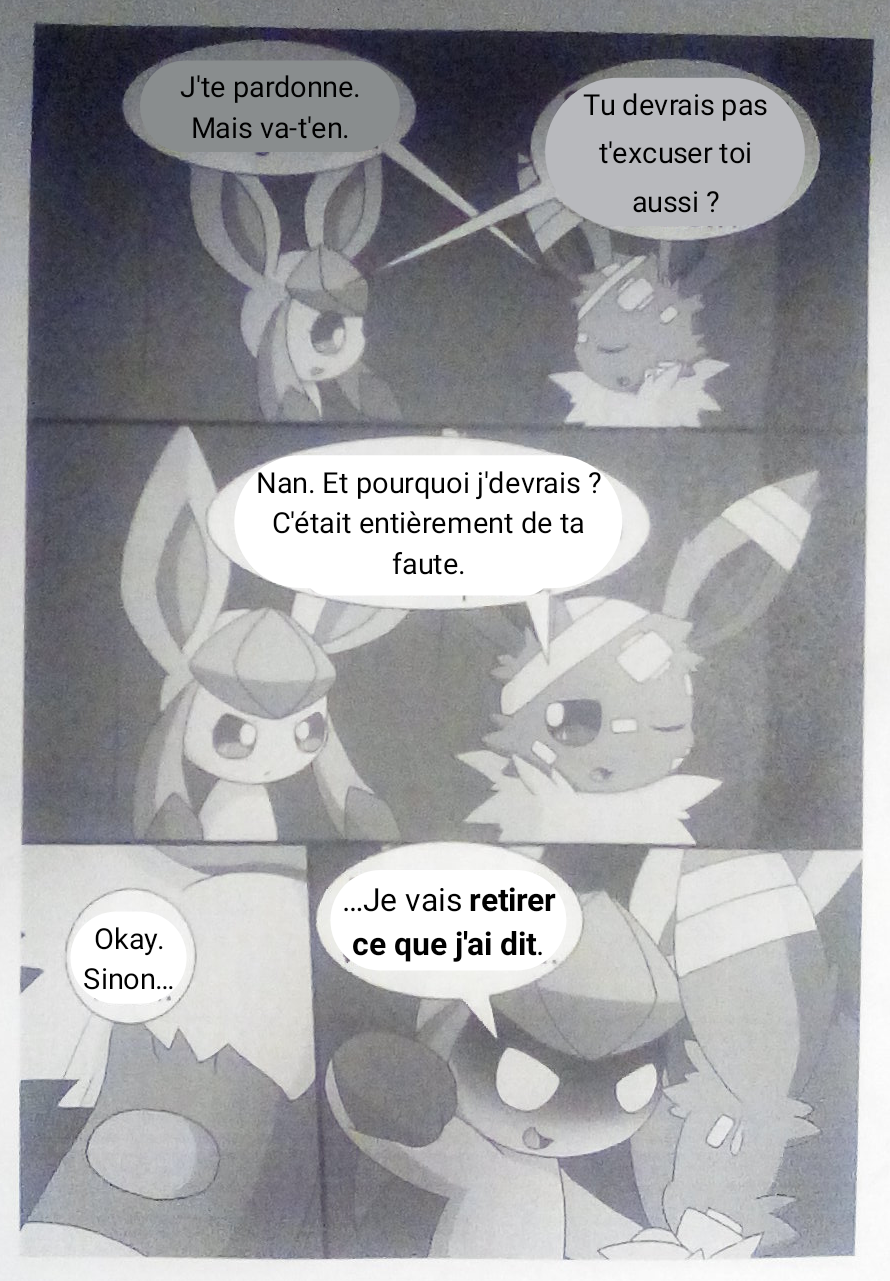 J'te pardonne.
Mais va-t'en.
Tu devrais pas
t'excuser toi
aussi ?
Nan. Et pourquoi j'devrais ?
C'était entièrement de ta
faute.
Okay.
Sinon...
...Je vais retirer
ce que j'ai dit.